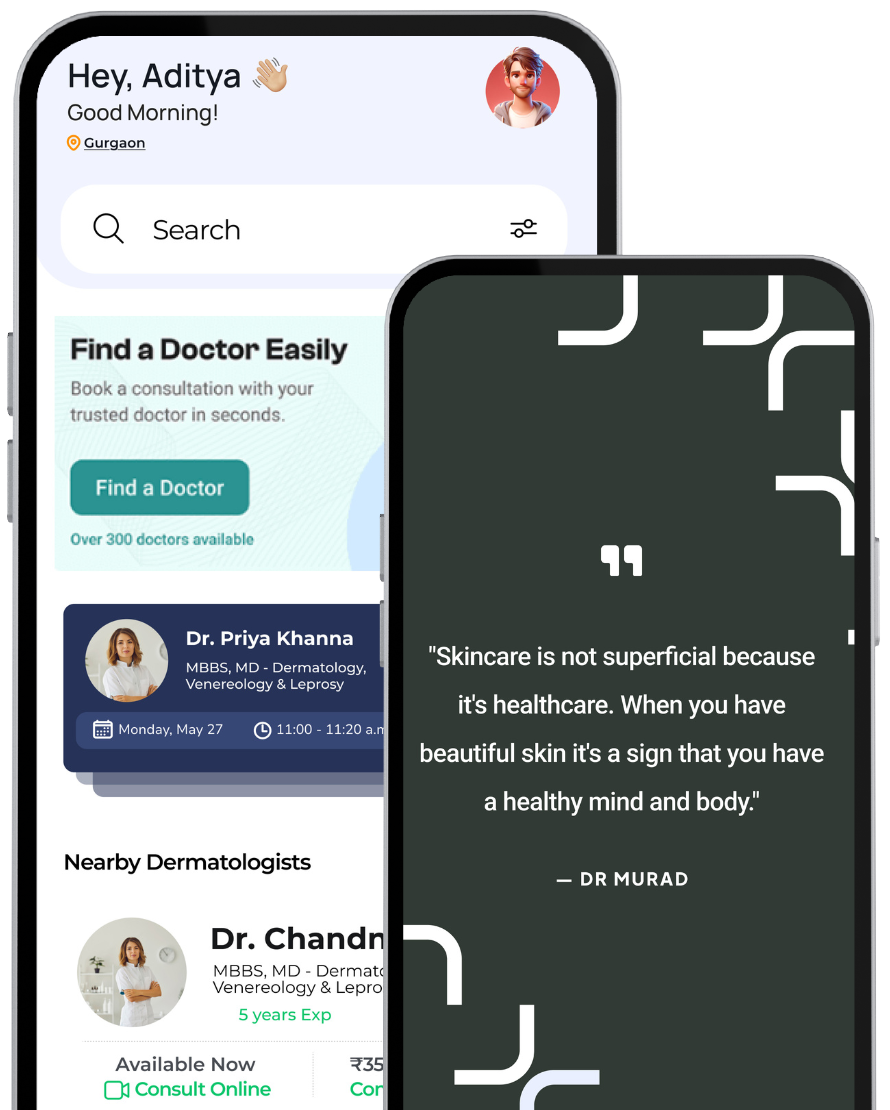 Hey, Aditya 👋🏼
Good Morning!
Gurgaon
Search
Find a Doctor Easily
Book a consultation with your
trusted doctor in seconds.
Find a Doctor
Over 300 doctors available
Dr. Priya Khanna
MBBS, MD - Dermatology,
Venereology & Leprosy
Monday, May 27
11:00 - 11:20 a.m
Nearby Dermatologists
Dr. Chandn
MBBS, MD - Dermato
Venereology & Lepro
5 years Exp
Available Now
₹35
Consult Online
Con
"Skincare is not superficial because
it's healthcare. When you have
beautiful skin it's a sign that you have
a healthy mind and body."
— DR MURAD